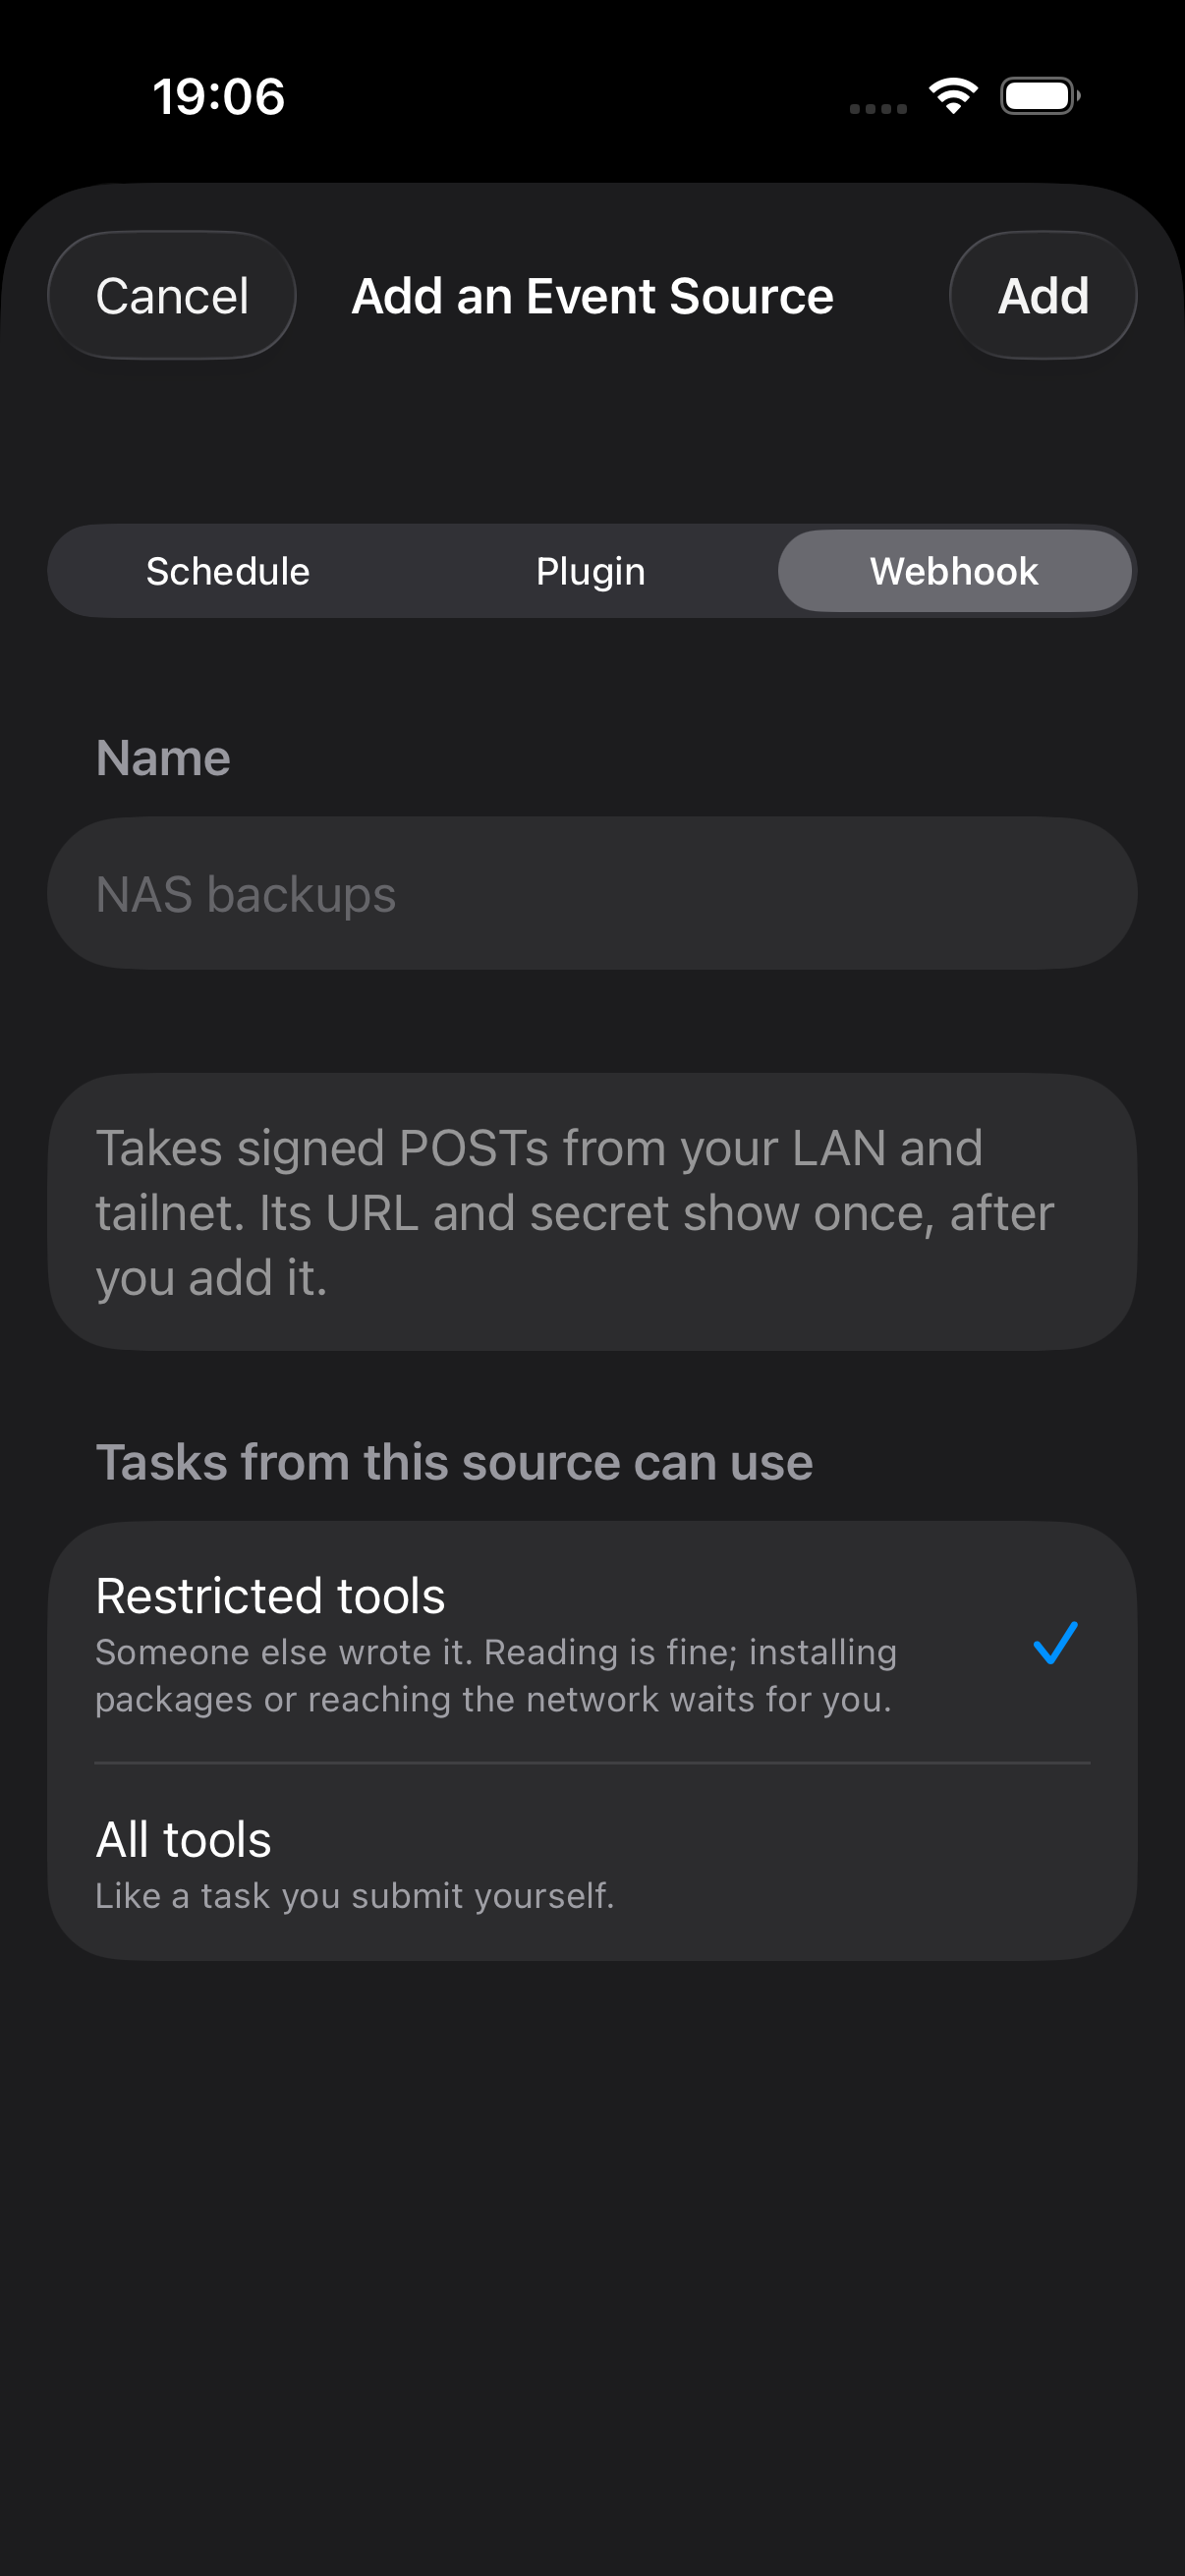 19:06
Cancel
Add an Event Source
Add
Schedule
Plugin
Webhook
Name
NAS backups
Takes signed POSTs from your LAN and
tailnet. Its URL and secret show once, after
you add it.
Tasks from this source can use
Restricted tools
Someone else wrote it. Reading is fine; installing
packages or reaching the network waits for you.
All tools
Like a task you submit yourself.